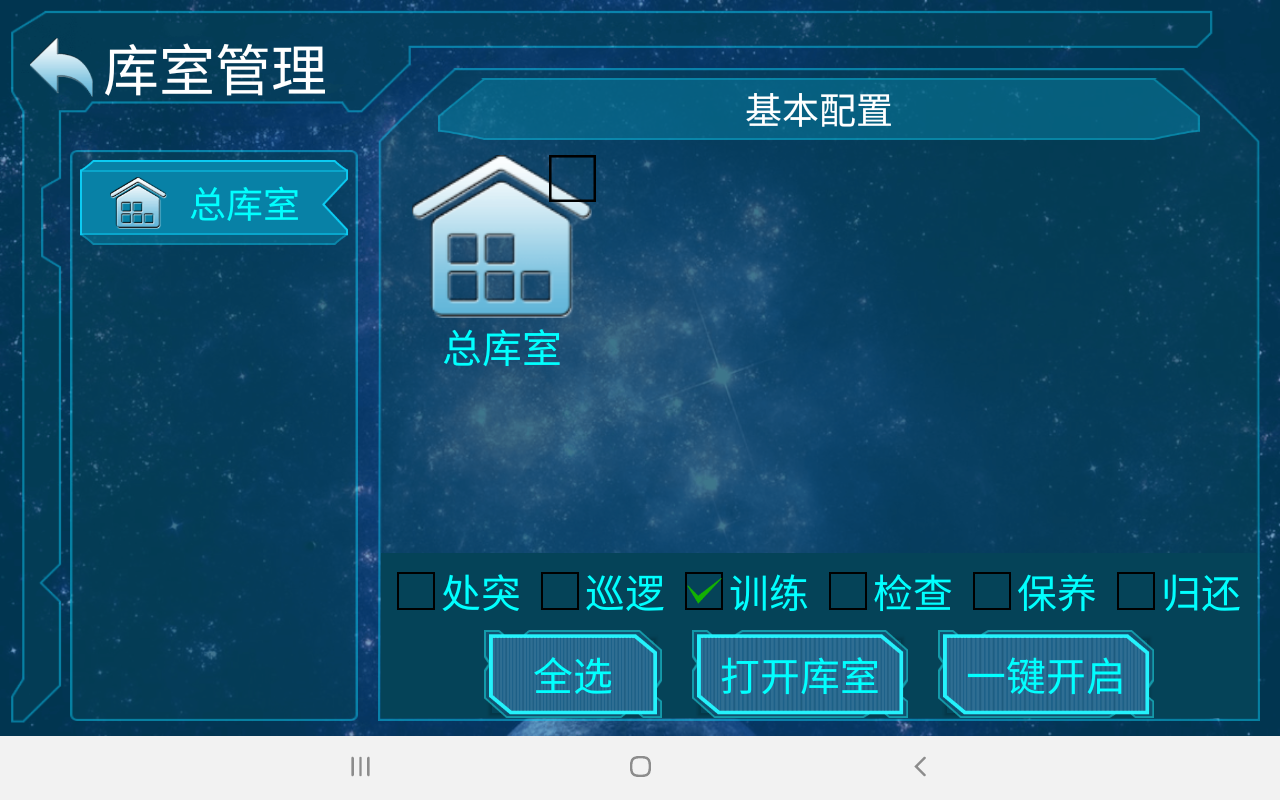 库室管理
基本配置
总库室
总库室
处突 巡逻 训练 检查 保养 归还
全选 打开库室 一键开启